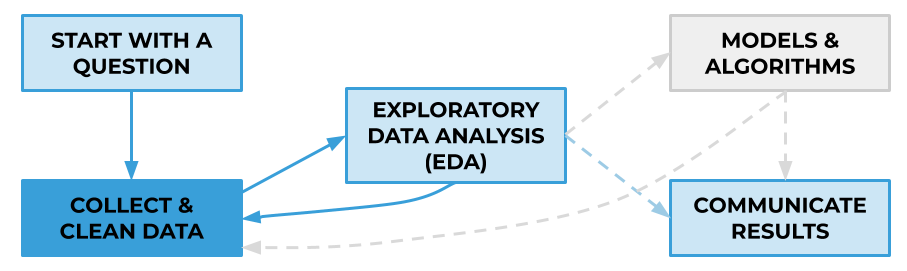 START WITH A
QUESTION
COLLECT &
CLEAN DATA
EXPLORATORY
DATA ANALYSIS
(EDA)
MODELS &
ALGORITHMS
COMMUNICATE
RESULTS